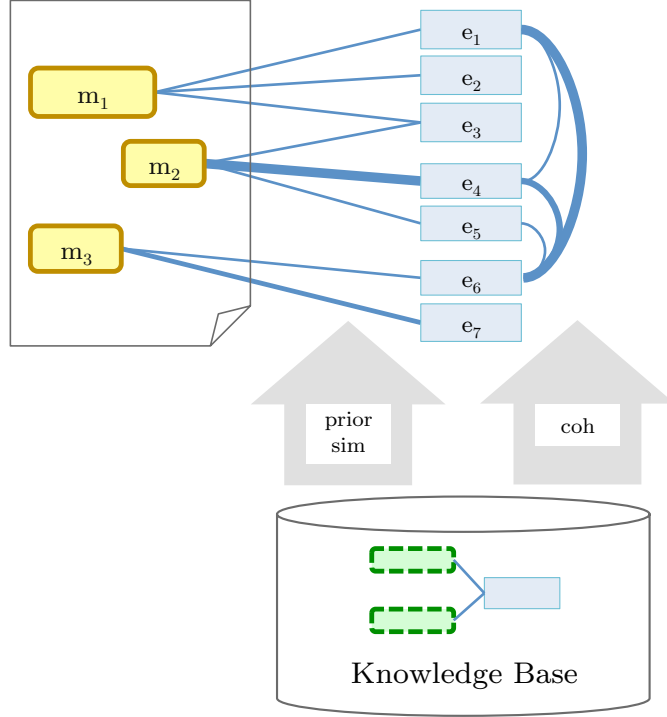 m₁
m₂
m₃
e₁
e₂
e₃
e₄
e₅
e₆
e₇
prior
sim
coh
Knowledge Base